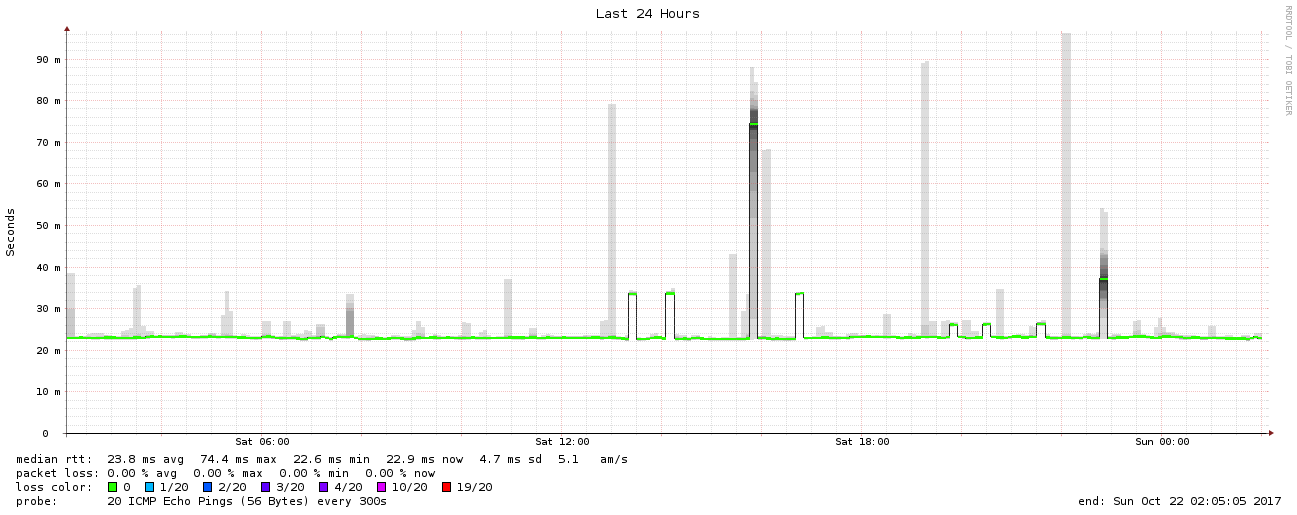 Last 24 Hours
RRDTOOL / TOBI OETIKER
90 m
80 m
70 m
60 m
50 m
40 m
30 m
20 m
10 m
0
Seconds
Sat 06:00 Sat 12:00 Sat 18:00 Sun 00:00
median rtt: 23.8 ms avg 74.4 ms max 22.6 ms min 22.9 ms now 4.7 ms sd 5.1 am/s
packet loss: 0.00 % avg 0.00 % max 0.00 % min 0.00 % now
loss color: 0 1/20 2/20 3/20 4/20 10/20 19/20
probe: 20 ICMP Echo Pings (56 Bytes) every 300s end: Sun Oct 22 02:05:05 2017